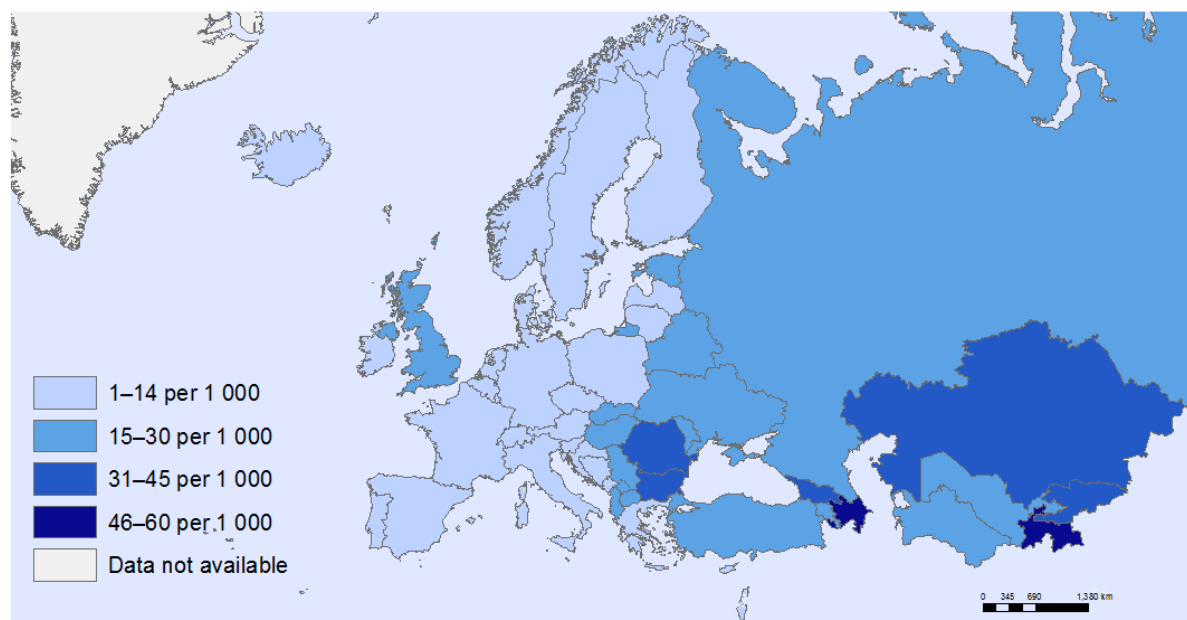 1–14 per 1 000
15–30 per 1 000
31–45 per 1 000
46–60 per 1 000
Data not available
0 345 690 1,380 km